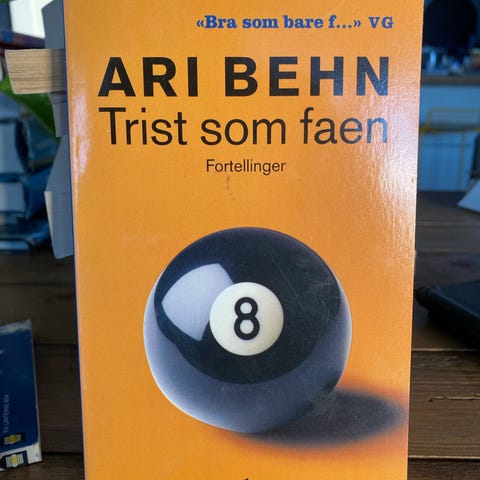 «Bra som bare f...» VG
ARI BEHN
Trist som faen
Fortellinger
8